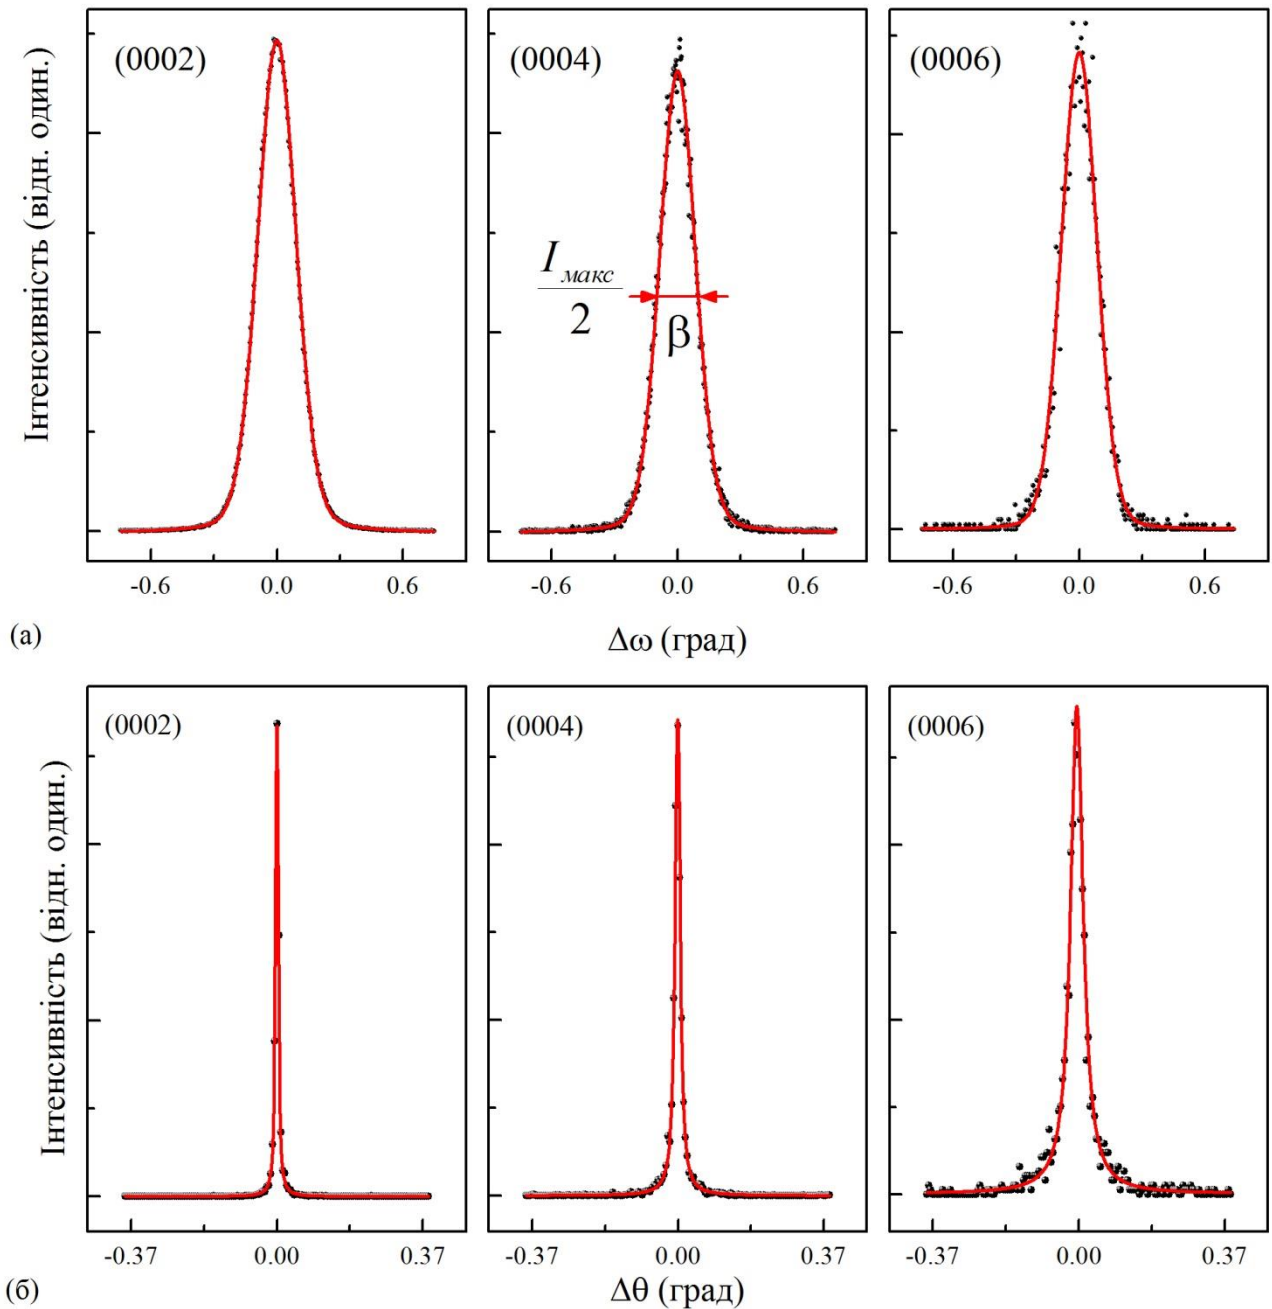 Інтенсивність (відн. один.)
(0002)
(0004)
(0006)
I макс
2
β
-0.6 0.0 0.6
-0.6 0.0 0.6
-0.6 0.0 0.6
(а)
Δω (град)
Інтенсивність (відн. один.)
(0002)
(0004)
(0006)
-0.37 0.00 0.37
-0.37 0.00 0.37
-0.37 0.00 0.37
(б)
Δθ (град)